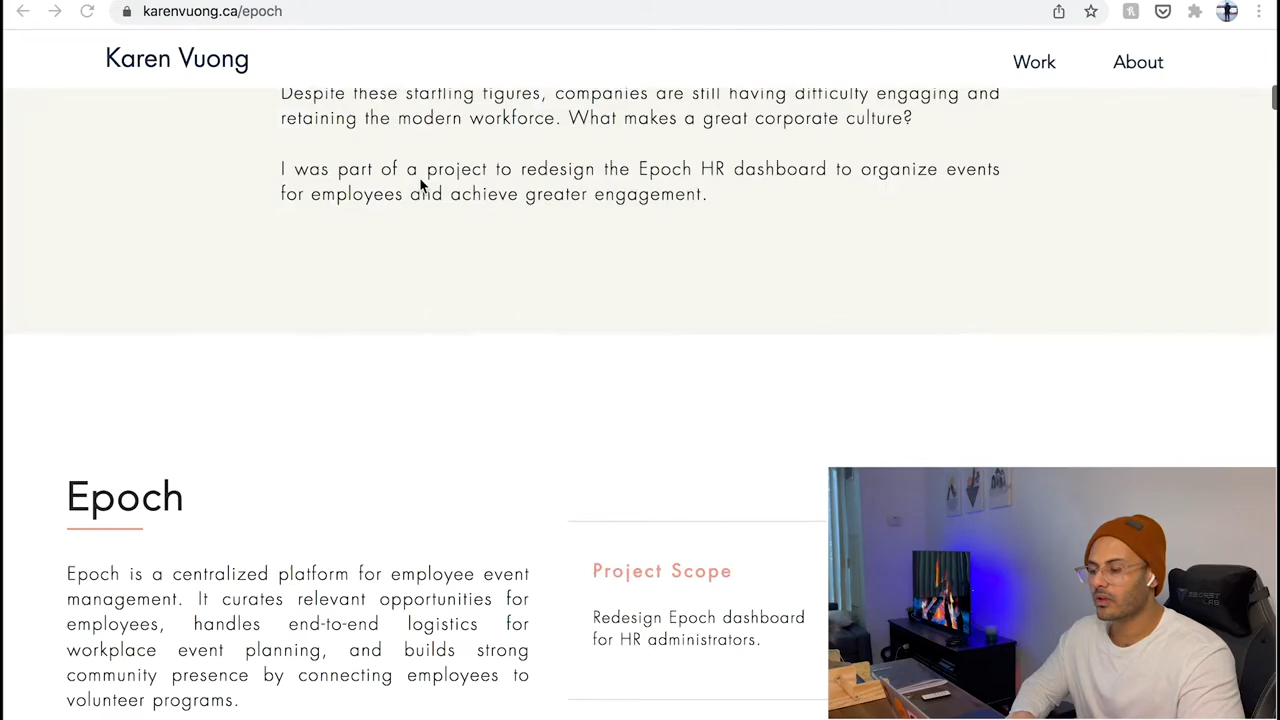 karenvuong.ca/epoch
Karen Vuong
Work
About
Despite these startling figures, companies are still having difficulty engaging and
retaining the modern workforce. What makes a great corporate culture?
I was part of a project to redesign the Epoch HR dashboard to organize events
for employees and achieve greater engagement.
Epoch
Epoch is a centralized platform for employee event
management. It curates relevant opportunities for
employees, handles end-to-end logistics for
workplace event planning, and builds strong
community presence by connecting employees to
volunteer programs.
Project Scope
Redesign Epoch dashboard
for HR administrators.
SECRET
LAB